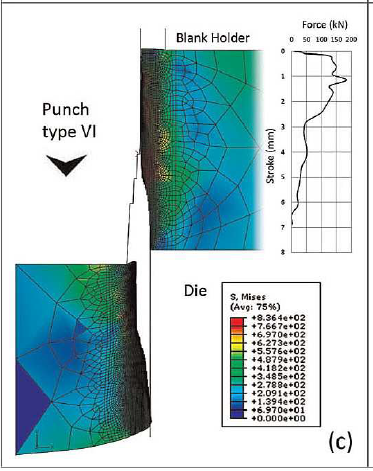 Force (kN)
0 50 100 150 200
Blank Holder
0
1
2
3
4
5
6
7
8
Stroke (mm)
Punch
type VI
Die
S, Mises
(Avg: 75%)
+8.364e+02
+7.667e+02
+6.970e+02
+6.273e+02
+5.576e+02
+4.879e+02
+4.182e+02
+3.485e+02
+2.788e+02
+2.091e+02
+1.394e+02
+6.970e+01
+0.000e+00
(c)